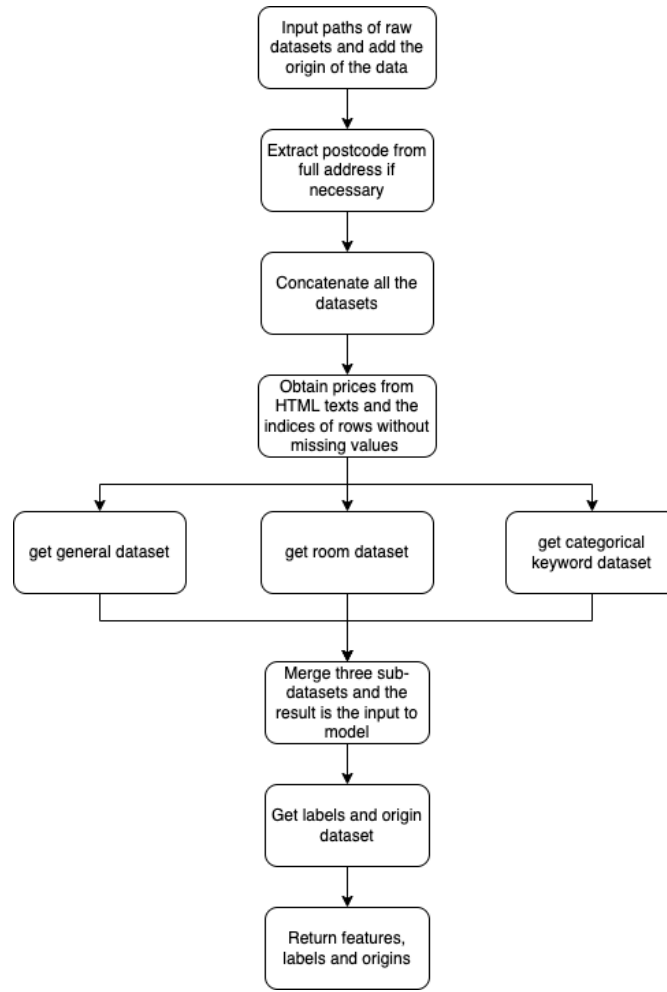 Input paths of raw
datasets and add the
origin of the data
Extract postcode from
full address if
necessary
Concatenate all the
datasets
Obtain prices from
HTML texts and the
indices of rows without
missing values
get general dataset
get room dataset
get categorical
keyword dataset
Merge three sub-
datasets and the
result is the input to
model
Get labels and origin
dataset
Return features,
labels and origins